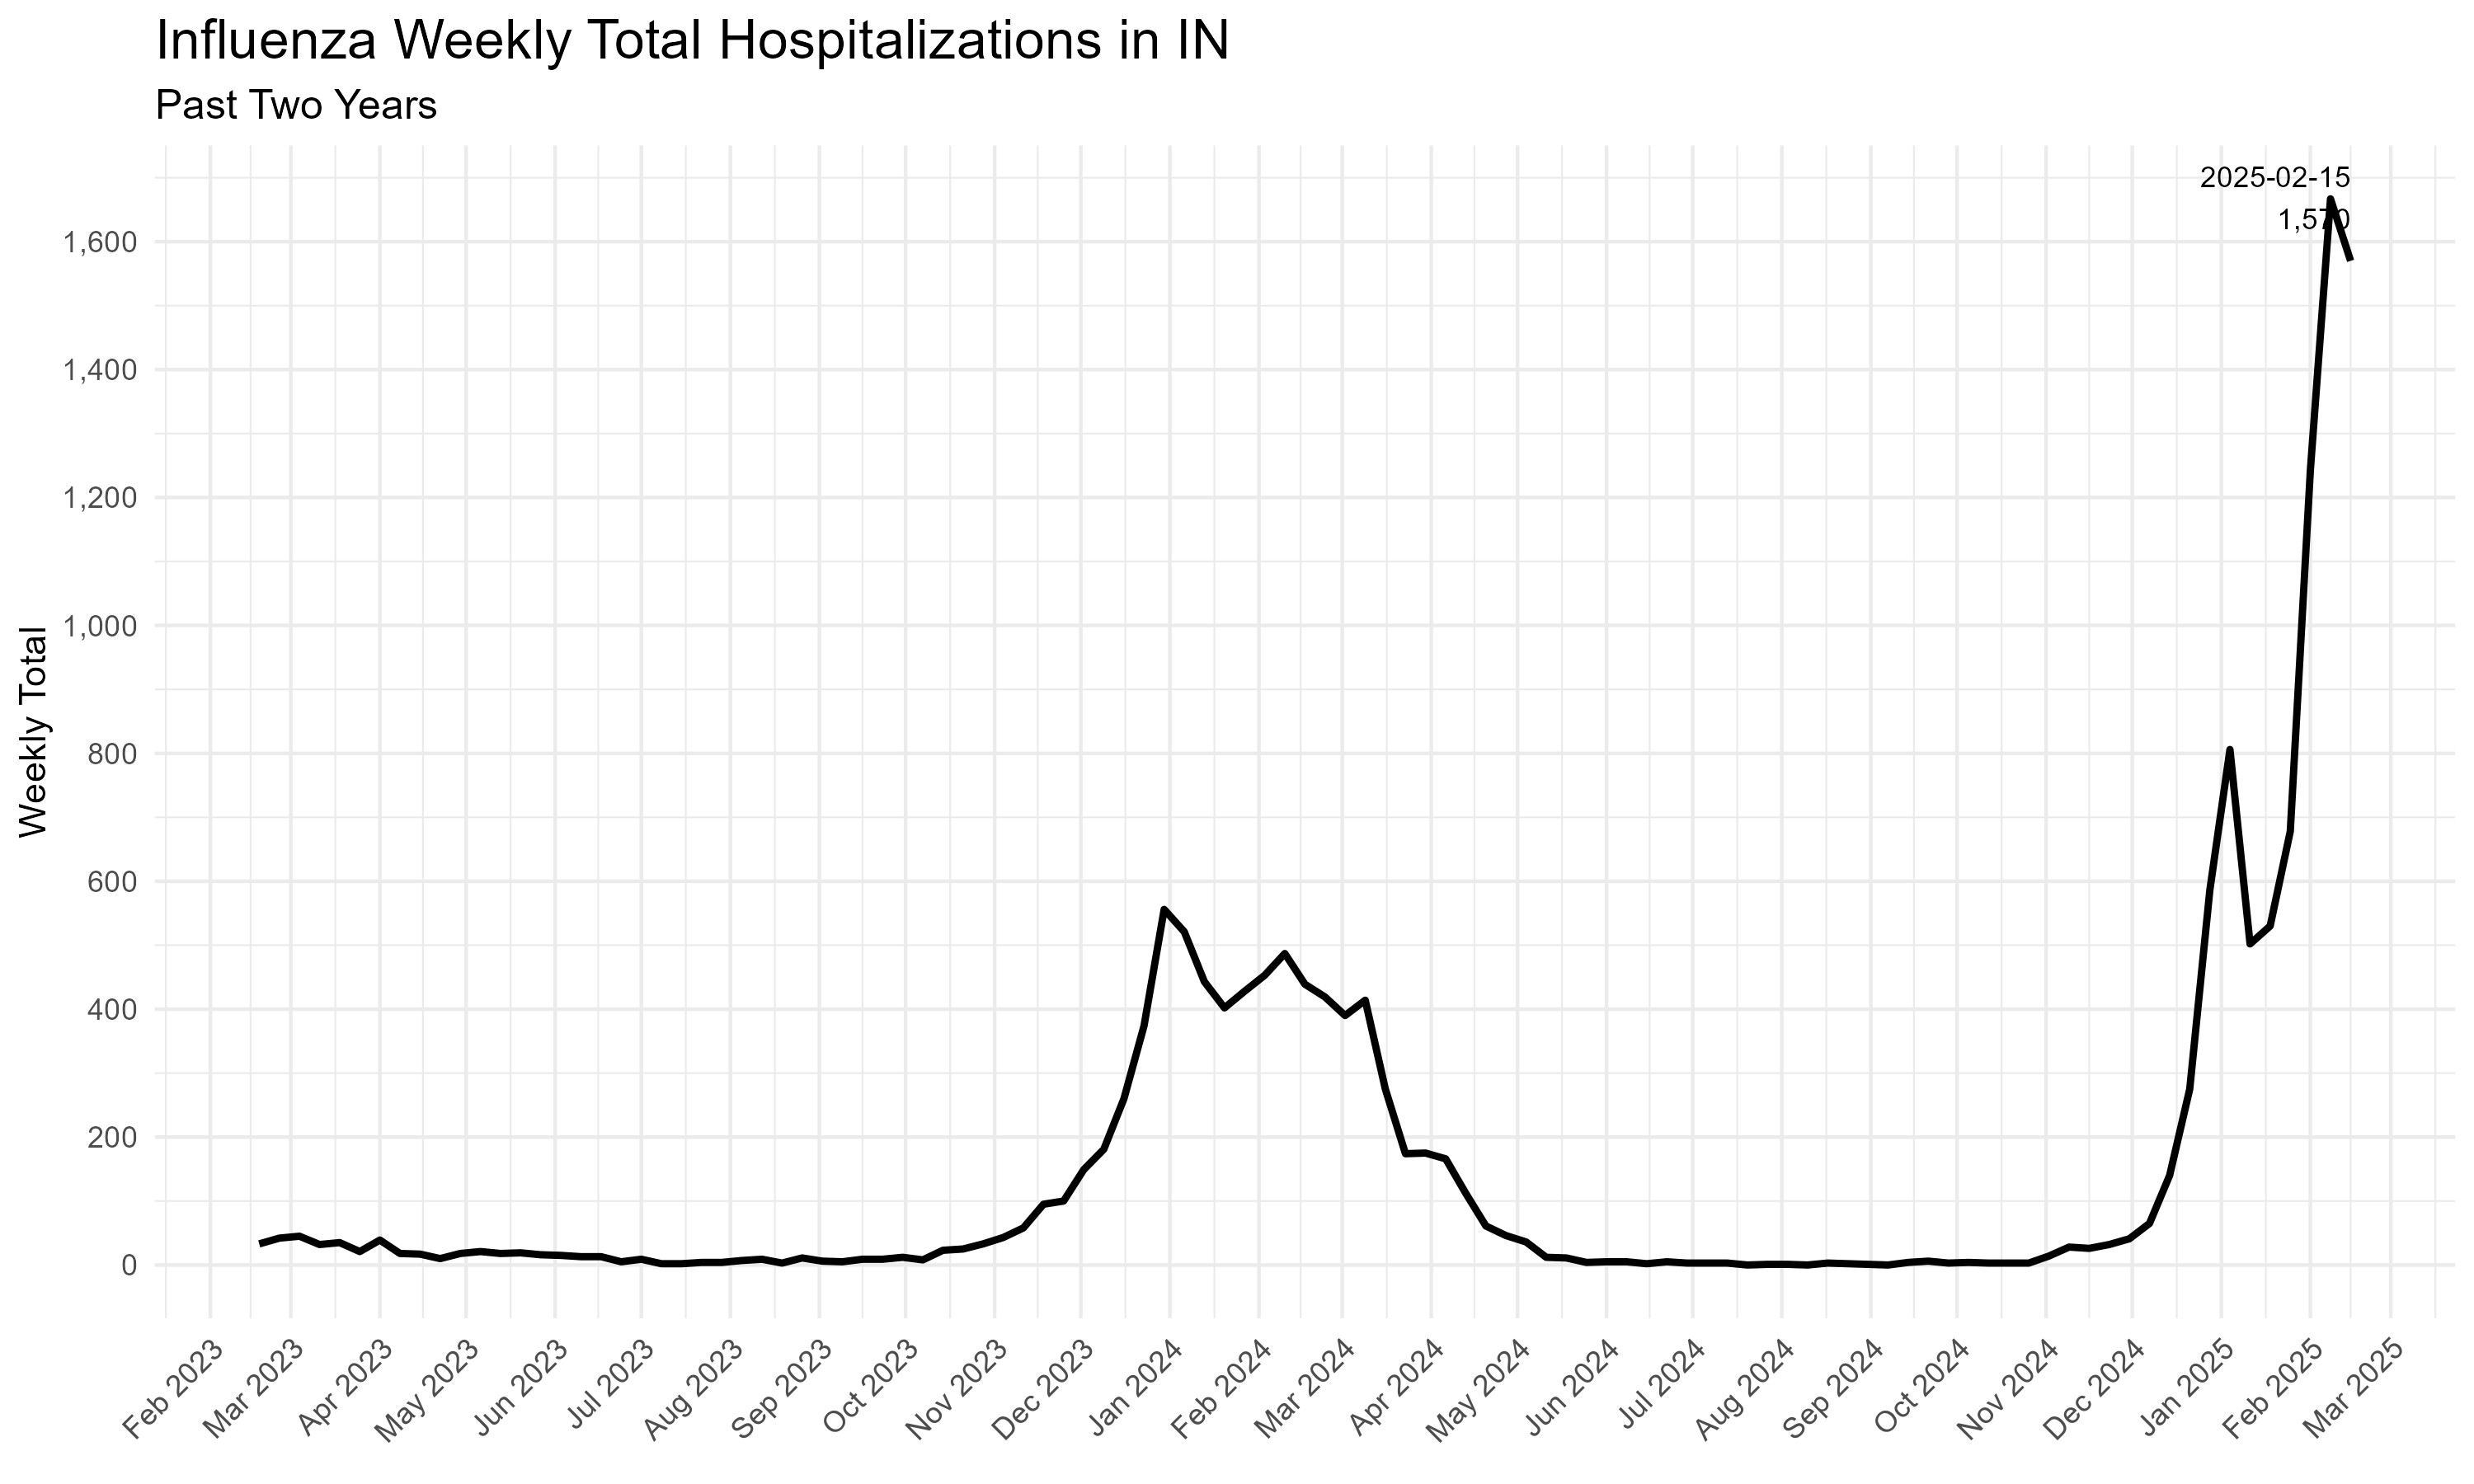 Influenza Weekly Total Hospitalizations in IN
Past Two Years
2025-02-15
1,570
1,600
1,400
1,200
1,000
800
600
400
200
0
Weekly Total
Feb 2023
Mar 2023
Apr 2023
May 2023
Jun 2023
Jul 2023
Aug 2023
Sep 2023
Oct 2023
Nov 2023
Dec 2023
Jan 2024
Feb 2024
Mar 2024
Apr 2024
May 2024
Jun 2024
Jul 2024
Aug 2024
Sep 2024
Oct 2024
Nov 2024
Dec 2024
Jan 2025
Feb 2025
Mar 2025